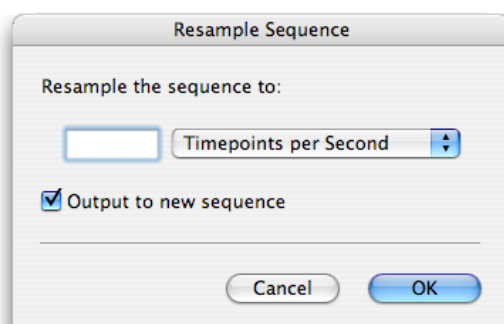 Resample Sequence
Resample the sequence to:
Timepoints per Second
Output to new sequence
Cancel OK